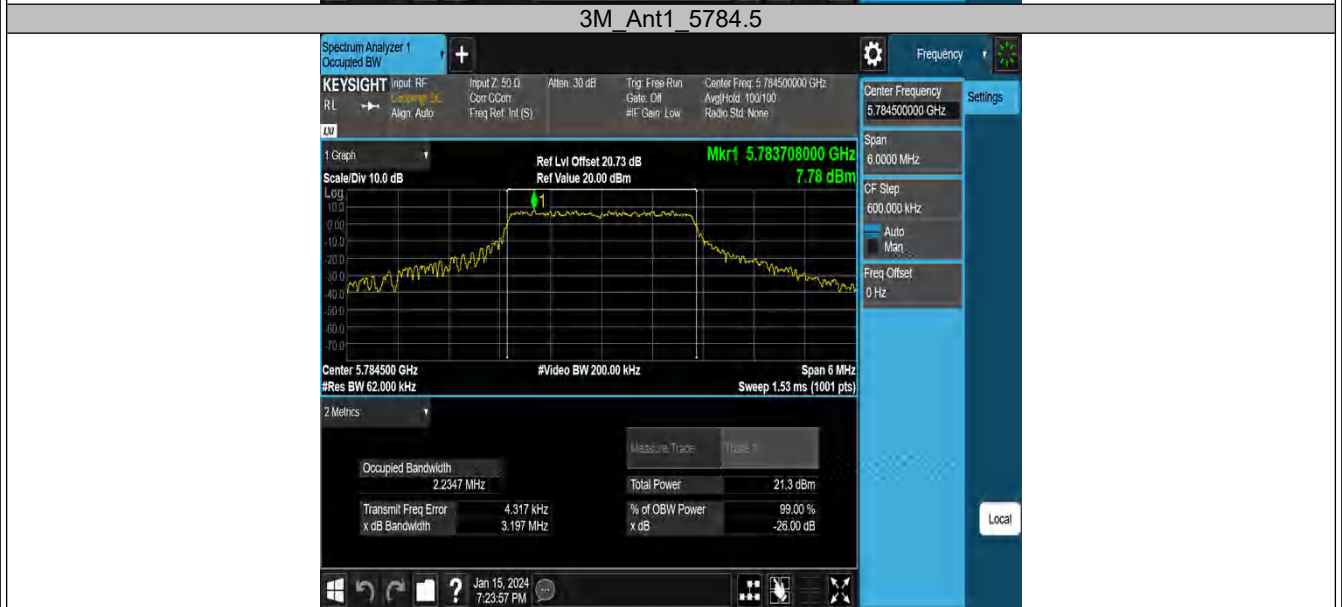 3M_Ant1_5784.5
Spectrum Analyzer 1
Occupied BW
+
Frequency
KEYSIGHT Input: RF
RL
Align: Auto
LXI
Input Z: 50 Ω
Corr CCorr
Freq Ref: Int (S)
Atten: 30 dB
Trig: Free Run
Gate: Off
#IF Gain: Low
Center Freq: 5.784500000 GHz
Avg|Hold: 100/100
Radio Std: None
Center Frequency
5.784500000 GHz
Settings
Span
6.0000 MHz
CF Step
600.000 kHz
Auto
Man
Freq Offset
0 Hz
1 Graph
Scale/Div 10.0 dB
Ref Lvl Offset 20.73 dB
Ref Value 20.00 dBm
Mkr1 5.783708000 GHz
7.78 dBm
Log
10.0
0.00
-10.0
-20.0
-30.0
-40.0
-50.0
-60.0
-70.0
1
Center 5.784500 GHz
#Res BW 62.000 kHz
#Video BW 200.00 kHz
Span 6 MHz
Sweep 1.53 ms (1001 pts)
2 Metrics
Measure Trace Trace 1
Occupied Bandwidth
2.2347 MHz
Total Power 21.3 dBm
Transmit Freq Error 4.317 kHz
% of OBW Power 99.00 %
x dB Bandwidth 3.197 MHz
x dB -26.00 dB
Local
?
Jan 15, 2024
7:23:57 PM